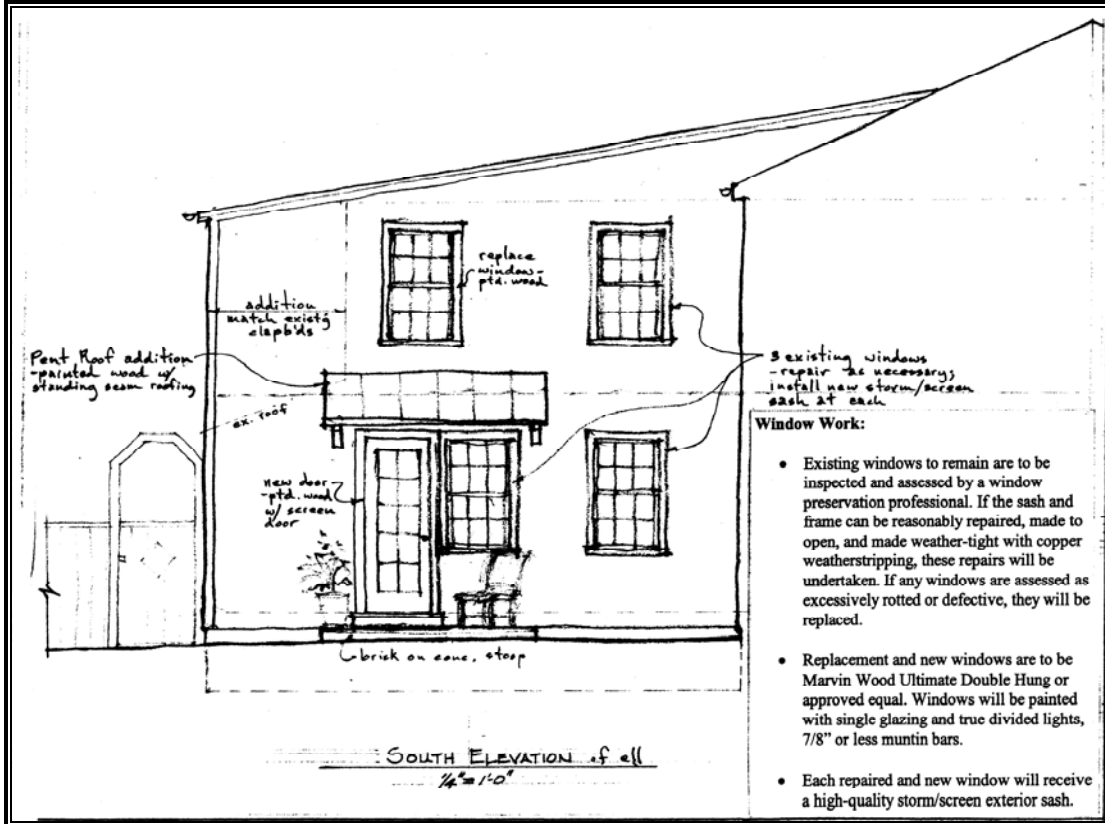 replace
window-
ptd. wood
addition
match exist'g
clapb'ds
Pent Roof addition
-painted wood w/
standing seam roofing
ex. roof
3 existing windows
-repair as necessary;
install new storm/screen
sash at each
new door
-ptd. wood
w/ screen
door
brick on conc. stoop
SOUTH ELEVATION of ell
1/4"=1'-0"
Window Work:
• Existing windows to remain are to be
inspected and assessed by a window
preservation professional. If the sash and
frame can be reasonably repaired, made to
open, and made weather-tight with copper
weatherstripping, these repairs will be
undertaken. If any windows are assessed as
excessively rotted or defective, they will be
replaced.
• Replacement and new windows are to be
Marvin Wood Ultimate Double Hung or
approved equal. Windows will be painted
with single glazing and true divided lights,
7/8" or less muntin bars.
• Each repaired and new window will receive
a high-quality storm/screen exterior sash.